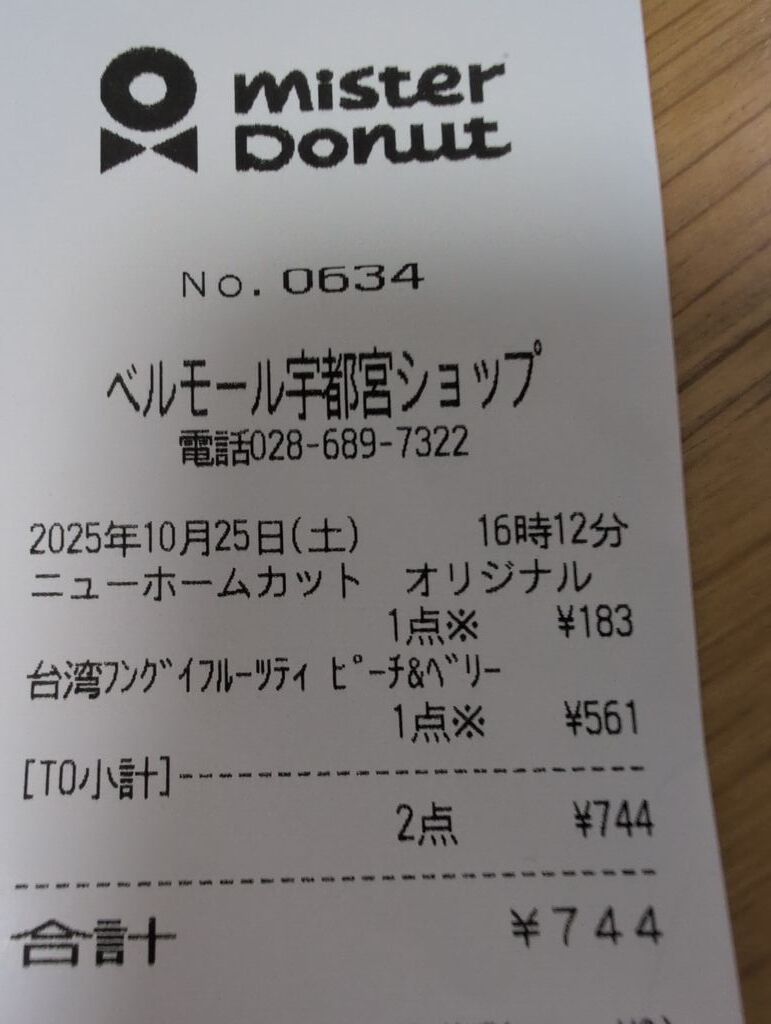 mister
Donut
No.0634
ベルモール宇都宮ショップ
電話028-689-7322
2025年10月25日(土) 16時12分
ニューホームカット オリジナル
1点※ ¥183
台湾フングイフルーツティ ピーチ&ベリー
1点※ ¥561
[TO小計]
2点 ¥744
合計 ¥744